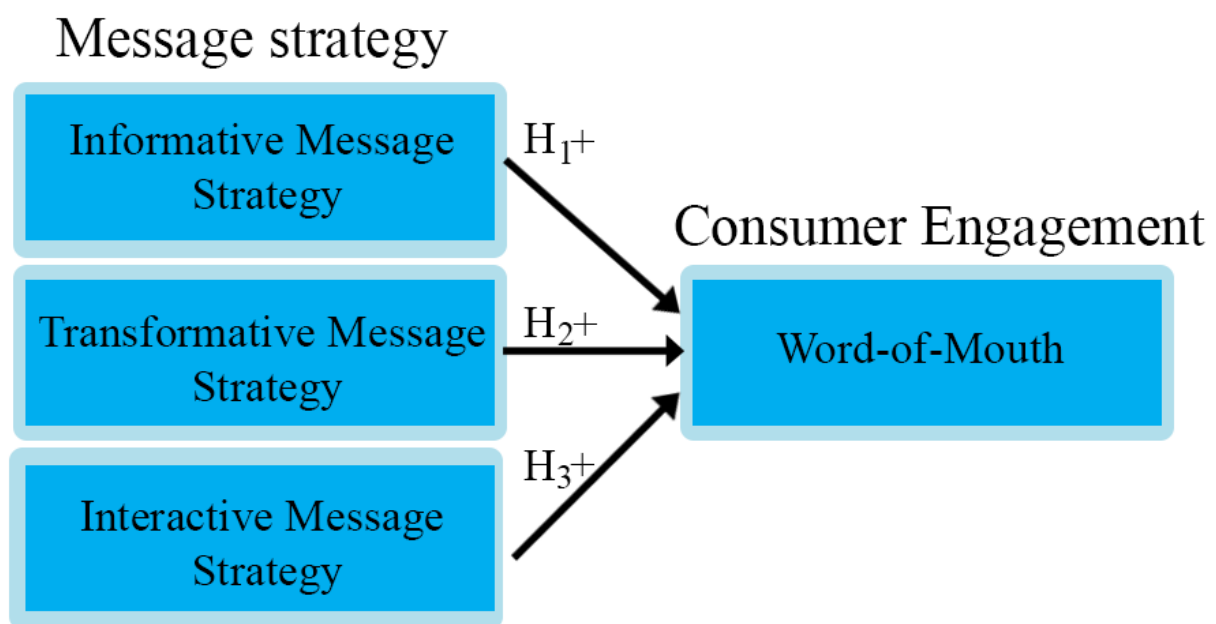 Message strategy
Informative Message
Strategy
H1+
Consumer Engagement
Transformative Message
Strategy
H2+
Word-of-Mouth
Interactive Message
Strategy
H3+